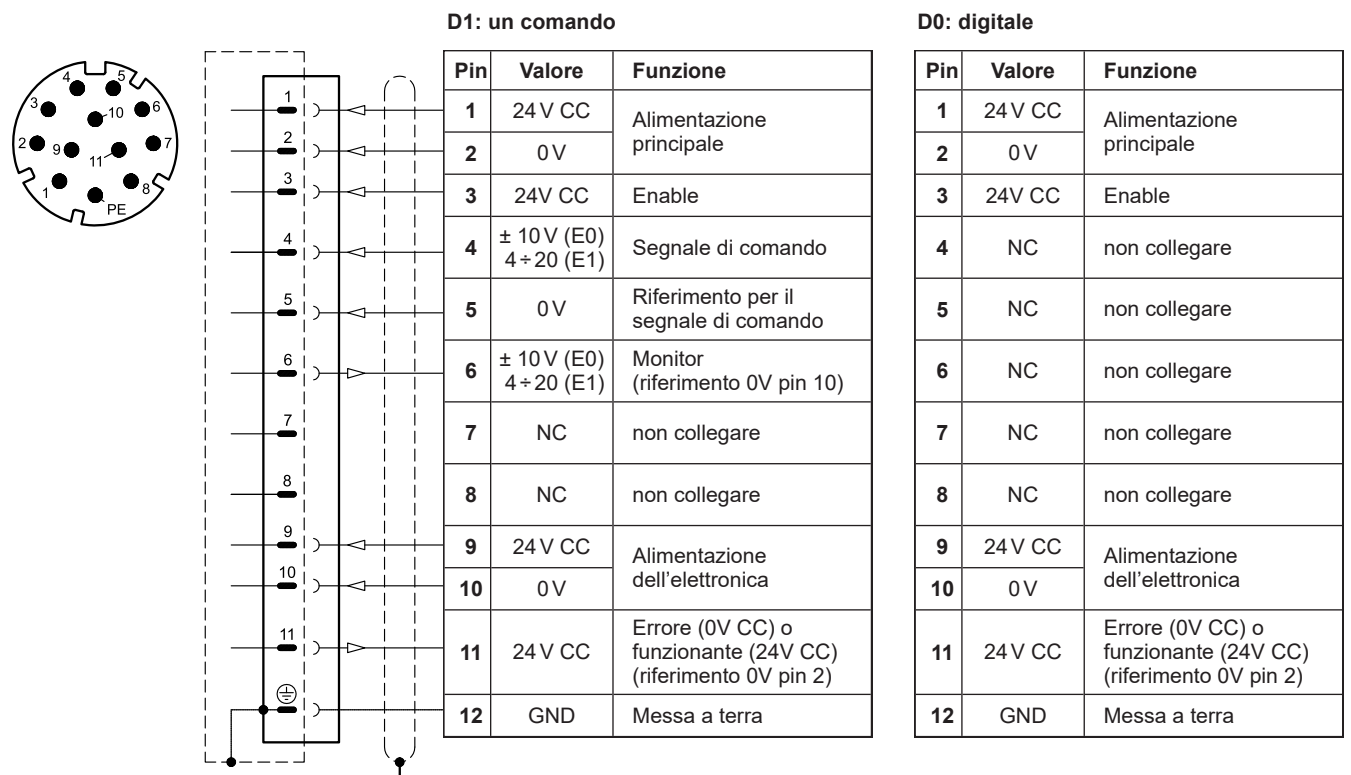 D1: un comando
D0: digitale
4
5
3
10
6
2
9
11
7
1
8
PE
1
2
3
4
5
6
7
8
9
10
11
Pin Valore Funzione
1 24 V CC Alimentazione principale
2 0 V
3 24V CC Enable
4 ± 10 V (E0) Segnale di comando
4 ÷ 20 (E1)
5 0 V Riferimento per il
segnale di comando
6 ± 10 V (E0) Monitor
4 ÷ 20 (E1) (riferimento 0V pin 10)
7 NC non collegare
8 NC non collegare
9 24 V CC Alimentazione
10 0 V dell'elettronica
11 24 V CC Errore (0V CC) o
funzionante (24V CC)
(riferimento 0V pin 2)
12 GND Messa a terra
Pin Valore Funzione
1 24 V CC Alimentazione
2 0 V principale
3 24V CC Enable
4 NC non collegare
5 NC non collegare
6 NC non collegare
7 NC non collegare
8 NC non collegare
9 24 V CC Alimentazione
10 0 V dell'elettronica
11 24 V CC Errore (0V CC) o
funzionante (24V CC)
(riferimento 0V pin 2)
12 GND Messa a terra